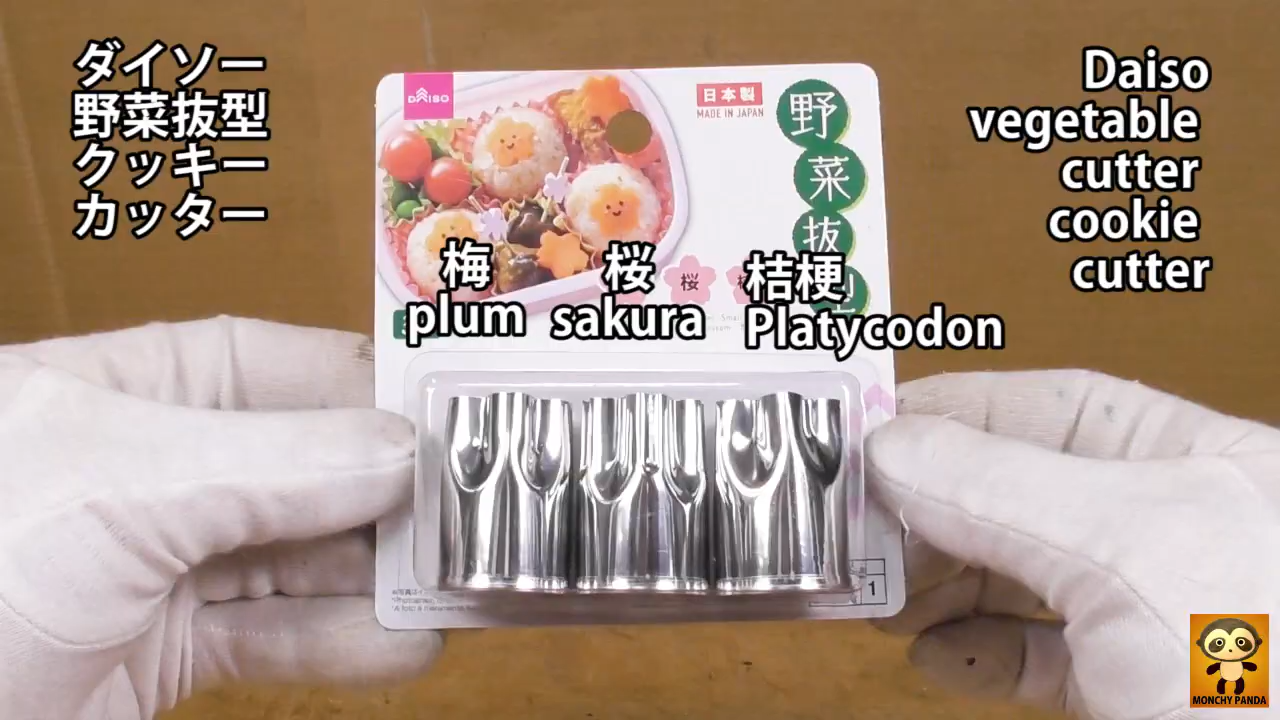 ダイソー
野菜抜型
クッキー
カッター
Daiso
vegetable
cutter
cookie
cutter
DAISO
日本製
MADE IN JAPAN
野
菜
抜
桜
梅
桜
桔梗
plum
sakura
Platycodon
1
MONCHY PANDA